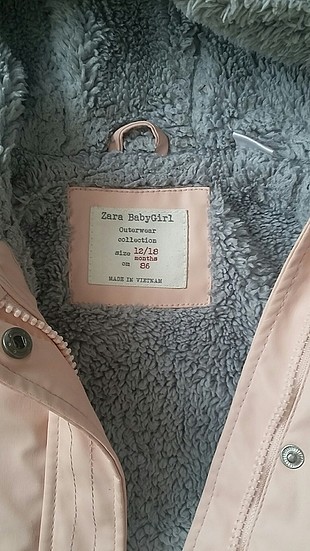 Zara BabyGirl
Outerwear
collection
size 12/18
months
cm 86
MADE IN VIETNAM